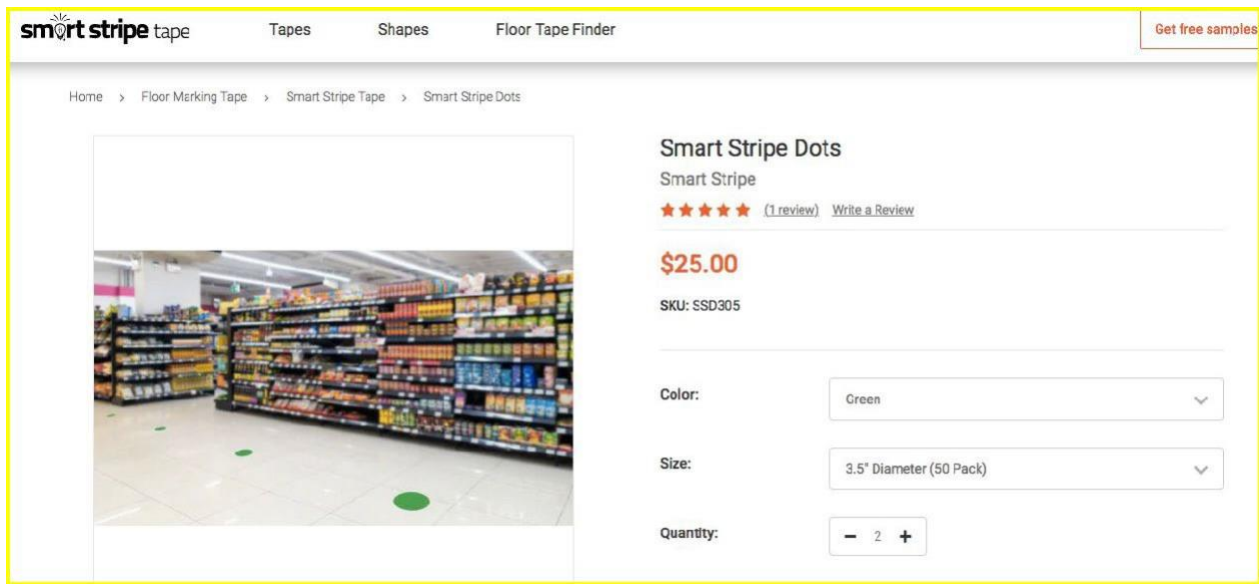 smart stripe tape Tapes Shapes Floor Tape Finder Get free samples
Home > Floor Marking Tape > Smart Stripe Tape > Smart Stripe Dots
Smart Stripe Dots
Smart Stripe
(1 review) Write a Review
$25.00
SKU: SSD305
Color: Green
Size: 3.5" Diameter (50 Pack)
Quantity: − 2 +